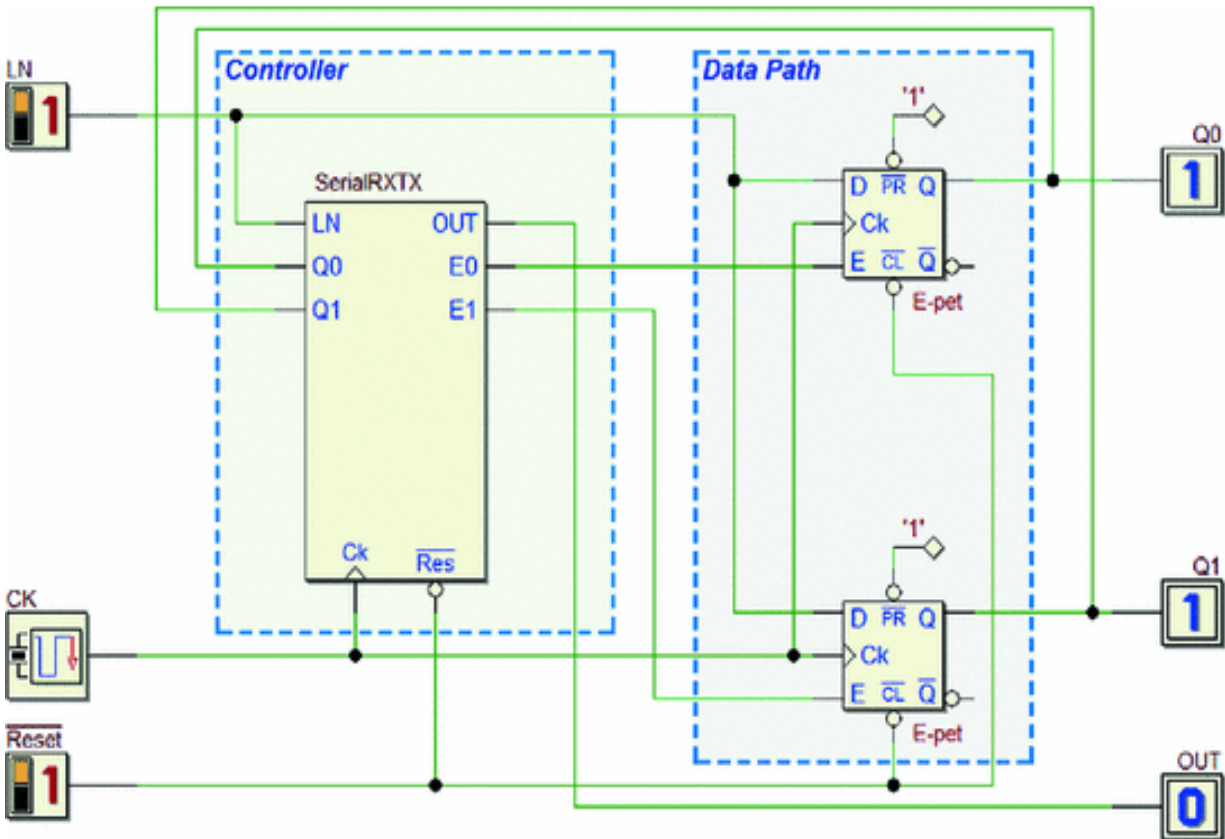 LN
1
Controller
Data Path
'1'
Q0
1
SerialRXTX
LN OUT
Q0 E0
Q1 E1
Ck Res
D PR Q
Ck
E CL Q
E-pet
'1'
Q1
1
D PR Q
Ck
E CL Q
E-pet
CK
Reset
1
OUT
0